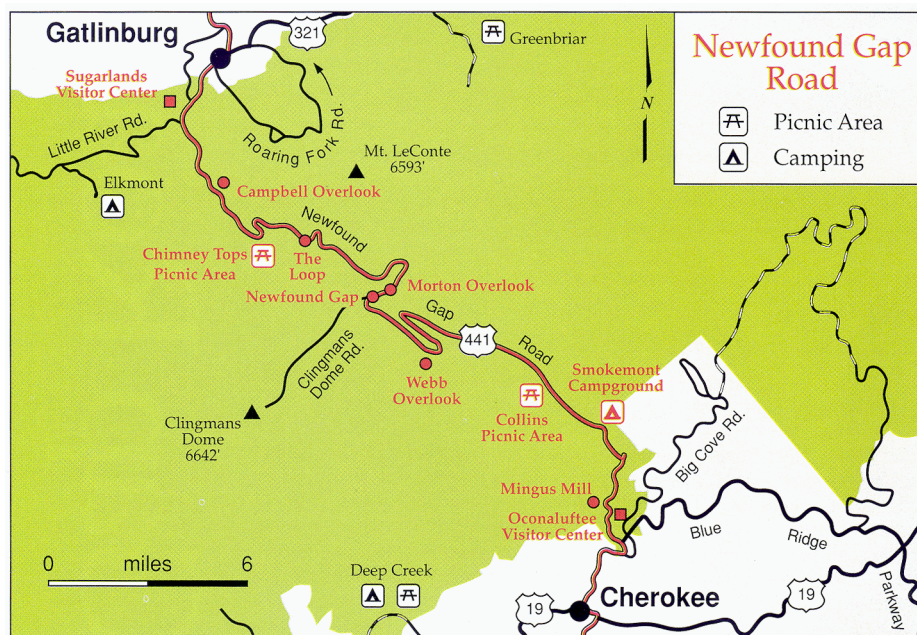 Gatlinburg
321
Greenbriar
Newfound Gap
Road
Picnic Area
Camping
Sugarlands
Visitor Center
Little River Rd.
Roaring Fork Rd.
N
Mt. LeConte
6593'
Elkmont
Campbell Overlook
Newfound
Chimney Tops
Picnic Area
The
Loop
Morton Overlook
Newfound Gap
Gap
441
Road
Clingmans
Dome Rd.
Webb
Overlook
Smokemont
Campground
Clingmans
Dome
6642'
Collins
Picnic Area
Big Cove Rd.
Mingus Mill
Oconaluftee
Visitor Center
Blue
Ridge
Parkway
0
miles
6
Deep Creek
19
Cherokee
19